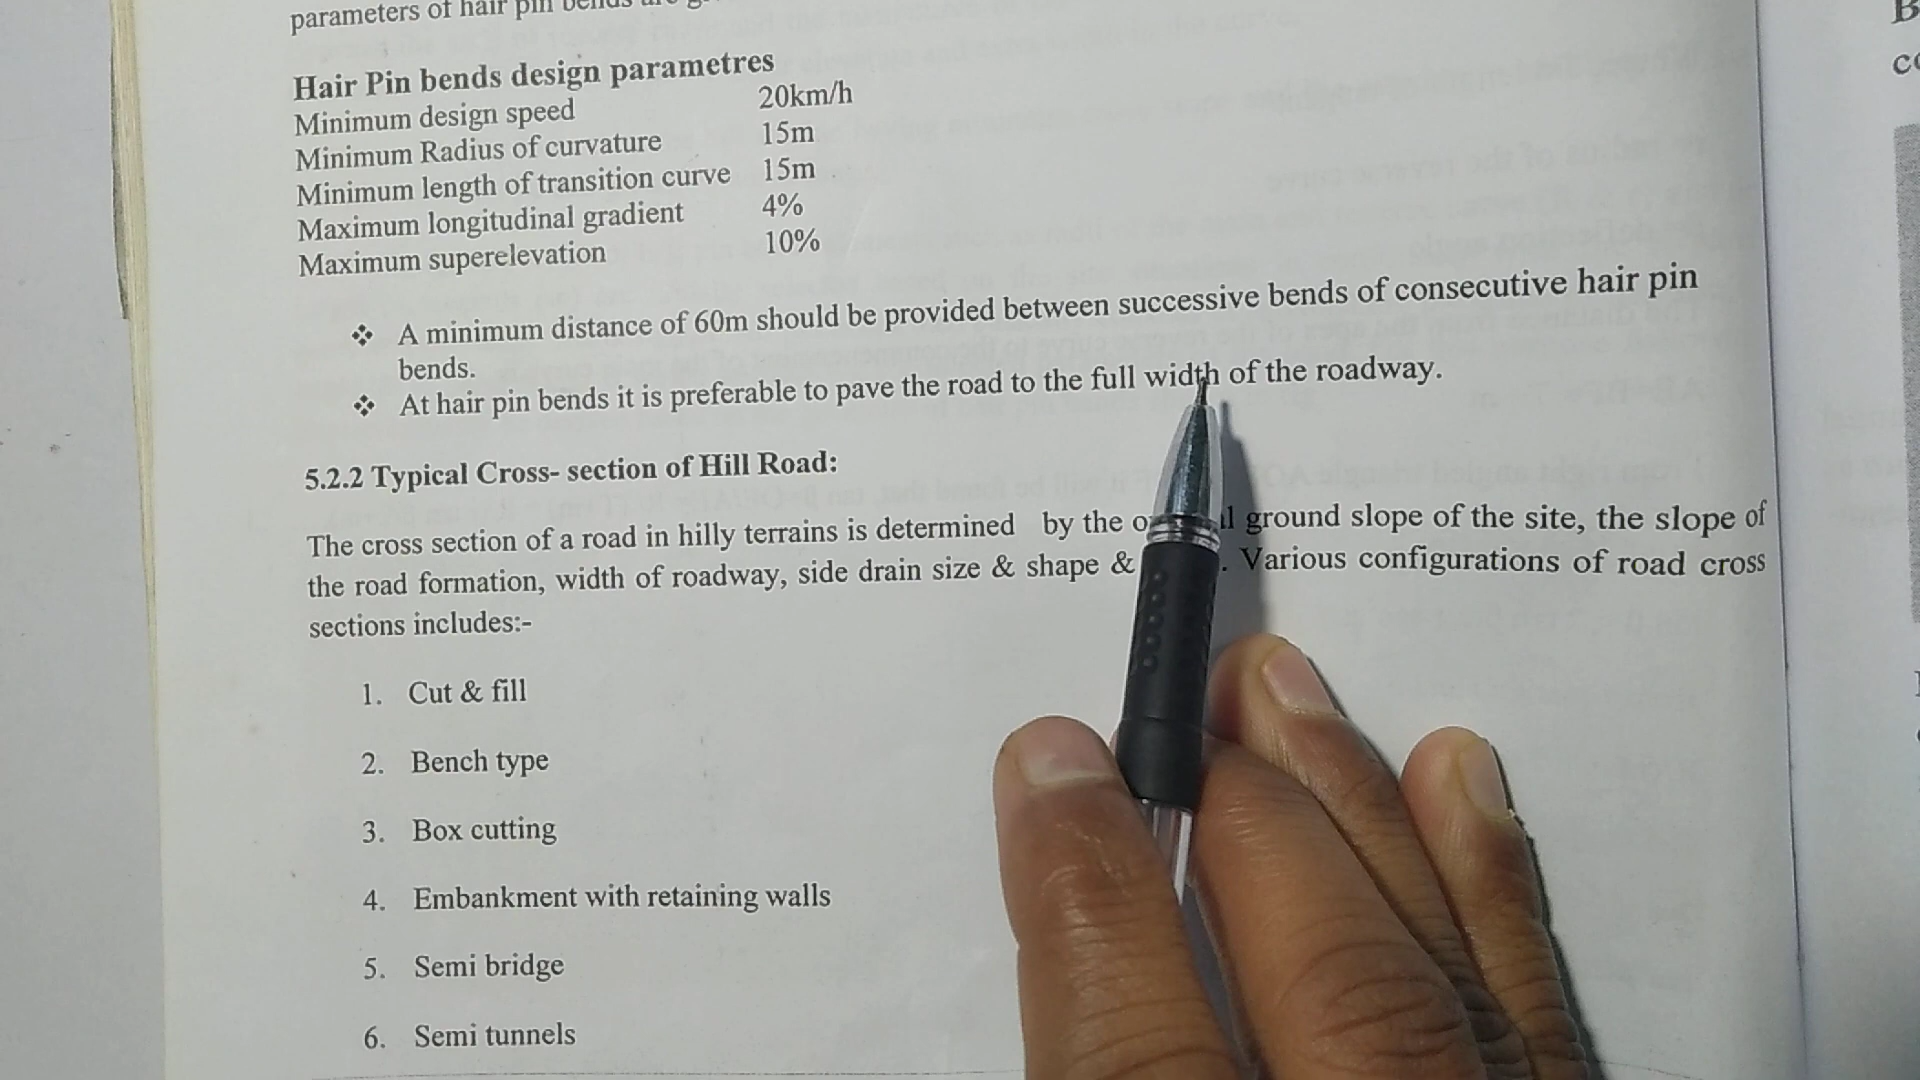 parameters of hair pin bends
Hair Pin bends design parametres
Minimum design speed 20km/h
Minimum Radius of curvature 15m
Minimum length of transition curve 15m
Maximum longitudinal gradient 4%
Maximum superelevation 10%
❖ A minimum distance of 60m should be provided between successive bends of consecutive hair pin
bends.
❖ At hair pin bends it is preferable to pave the road to the full width of the roadway.
5.2.2 Typical Cross- section of Hill Road:
The cross section of a road in hilly terrains is determined by the ground slope of the site, the slope of
the road formation, width of roadway, side drain size & shape & . Various configurations of road cross
sections includes:-
1. Cut & fill
2. Bench type
3. Box cutting
4. Embankment with retaining walls
5. Semi bridge
6. Semi tunnels